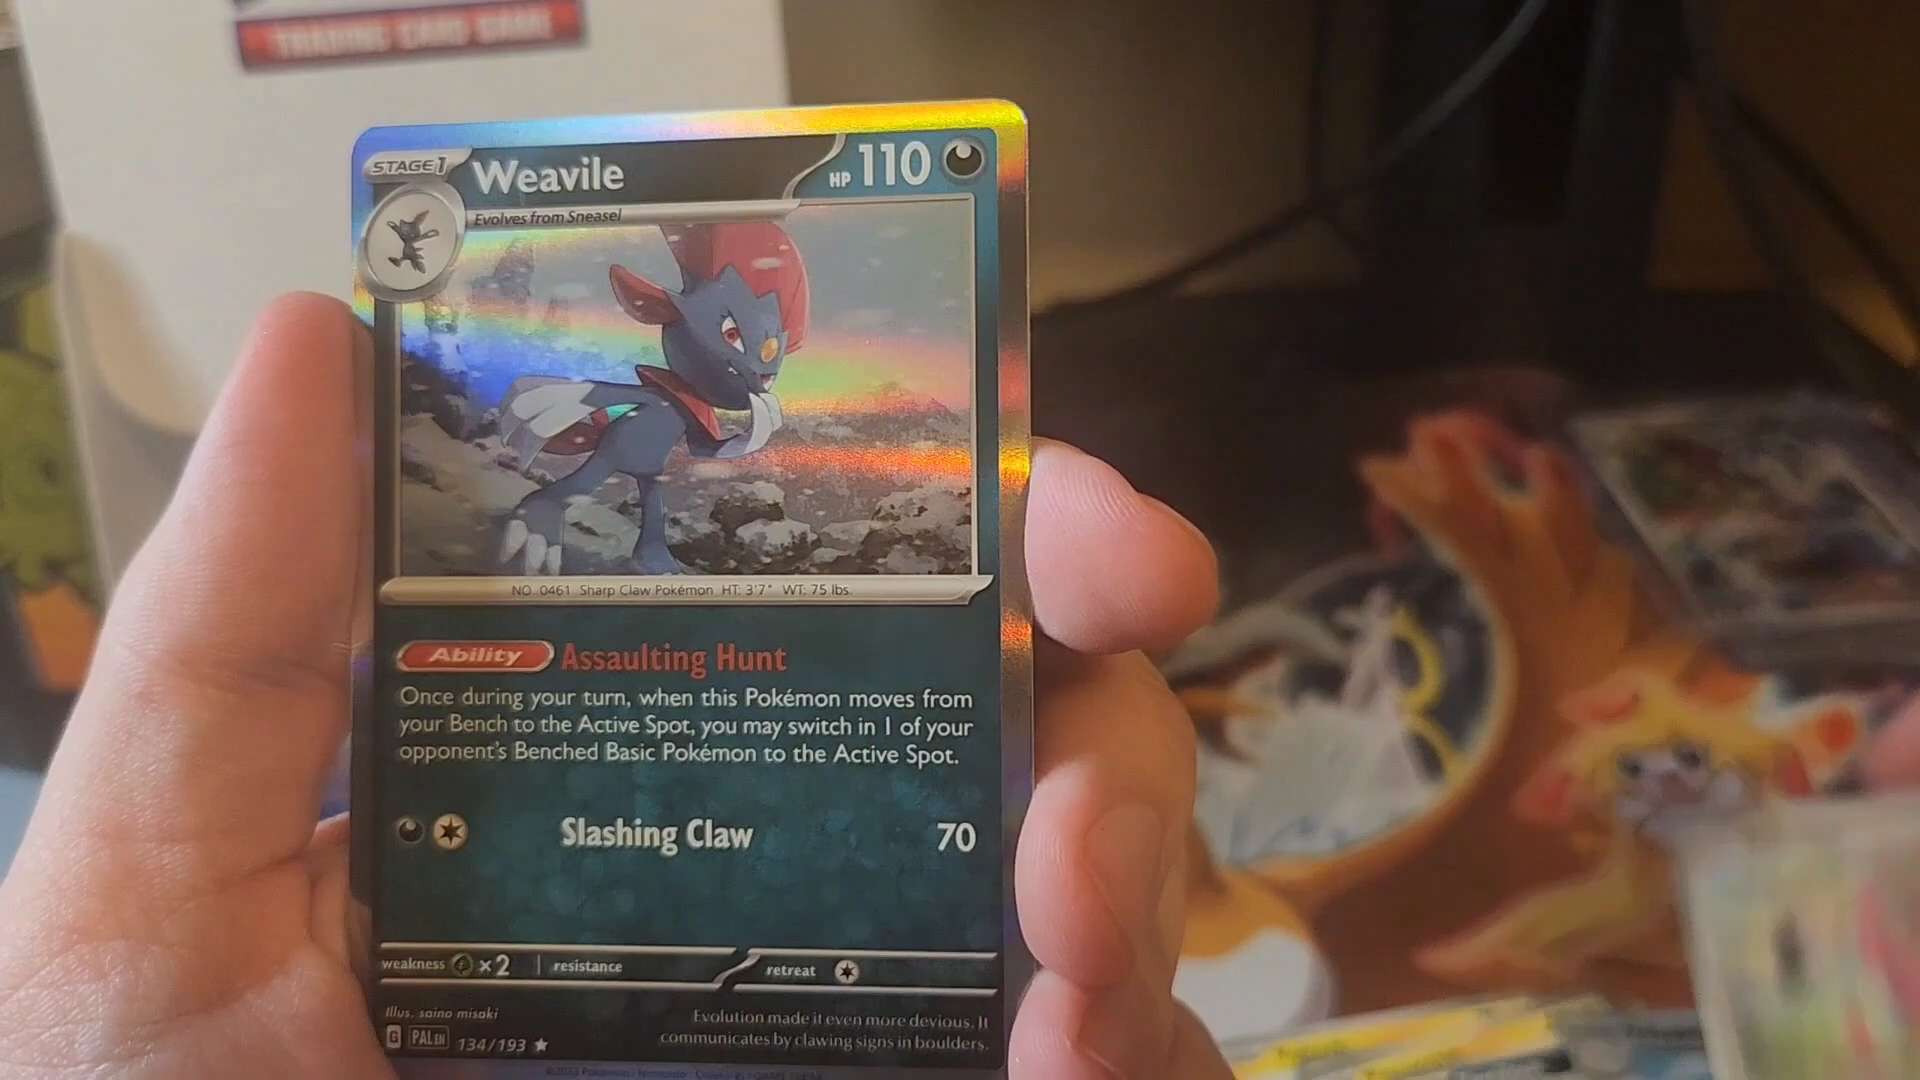 TRADING CARD GAME
STAGE1
Weavile
HP 110
Evolves from Sneasel
NO. 0461 Sharp Claw Pokémon HT: 3'7" WT: 75 lbs.
Ability Assaulting Hunt
Once during your turn, when this Pokémon moves from
your Bench to the Active Spot, you may switch in 1 of your
opponent's Benched Basic Pokémon to the Active Spot.
Slashing Claw 70
weakness ×2 resistance retreat
Illus. saino misaki
G PAL EN 134/193 ★
Evolution made it even more devious. It
communicates by clawing signs in boulders.